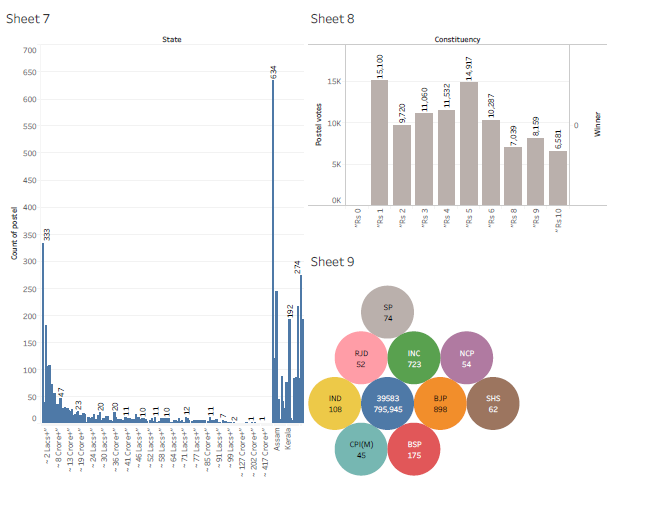 Sheet 7
State
Count of postel
700
650
600
550
500
450
400
350
300
250
200
150
100
50
0
333
47
23
20
20
11
10
11
10
12
11
7
2
1
1
634
192
274
~ 2 Lacs+"
~ 8 Crore+"
~ 13 Crore+"
~ 19 Crore+"
~ 24 Lacs+"
~ 30 Lacs+"
~ 36 Crore+"
~ 41 Crore+"
~ 46 Lacs+"
~ 52 Lacs+"
~ 58 Lacs+"
~ 64 Lacs+"
~ 71 Lacs+"
~ 77 Lacs+"
~ 85 Crore+"
~ 91 Lacs+"
~ 99 Lacs+"
~ 127 Crore+"
~ 202 Crore+"
~ 417 Crore+"
Assam
Kerala
Sheet 8
Constituency
Postel votes
15K
10K
5K
0K
15,100
9,720
11,060
11,532
14,917
10,287
7,039
8,159
6,581
0
Winner
"Rs 0
"Rs 1
"Rs 2
"Rs 3
"Rs 4
"Rs 5
"Rs 6
"Rs 8
"Rs 9
"Rs 10
Sheet 9
SP
74
RJD
52
INC
723
NCP
54
IND
108
39583
795,945
BJP
898
SHS
62
CPI(M)
45
BSP
175